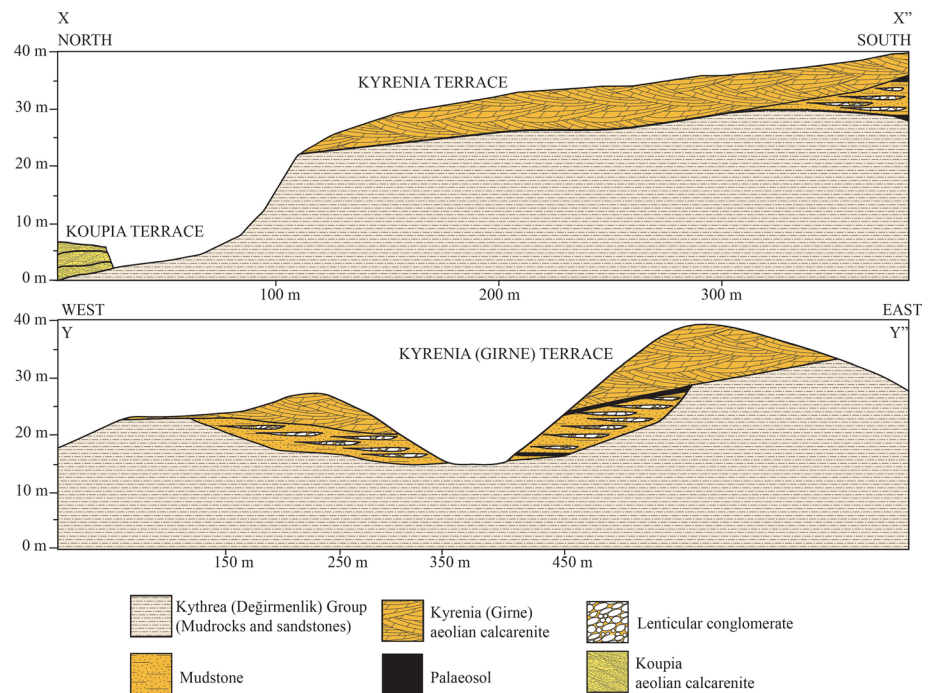 X X”
NORTH SOUTH
40 m
KYRENIA TERRACE
30 m
20 m
10 m
KOUPIA TERRACE
0 m
100 m 200 m 300 m
WEST EAST
40 m
Y Y”
KYRENIA (GIRNE) TERRACE
30 m
20 m
10 m
0 m
150 m 250 m 350 m 450 m
Kythrea (Değirmenlik) Group
(Mudrocks and sandstones)
Kyrenia (Girne)
aeolian calcarenite
Lenticular conglomerate
Mudstone
Palaeosol
Koupia
aeolian calcarenite